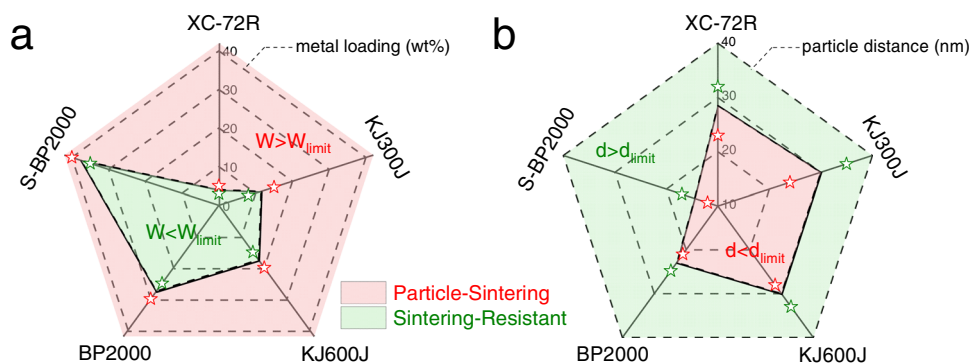 a
XC-72R
metal loading (wt%)
40
30
20
10
0
KJ300J
KJ600J
BP2000
S-BP2000
W>Wlimit
W<Wlimit
Particle-Sintering
Sintering-Resistant
b
XC-72R
particle distance (nm)
40
30
20
10
KJ300J
KJ600J
BP2000
S-BP2000
d>dlimit
d<dlimit